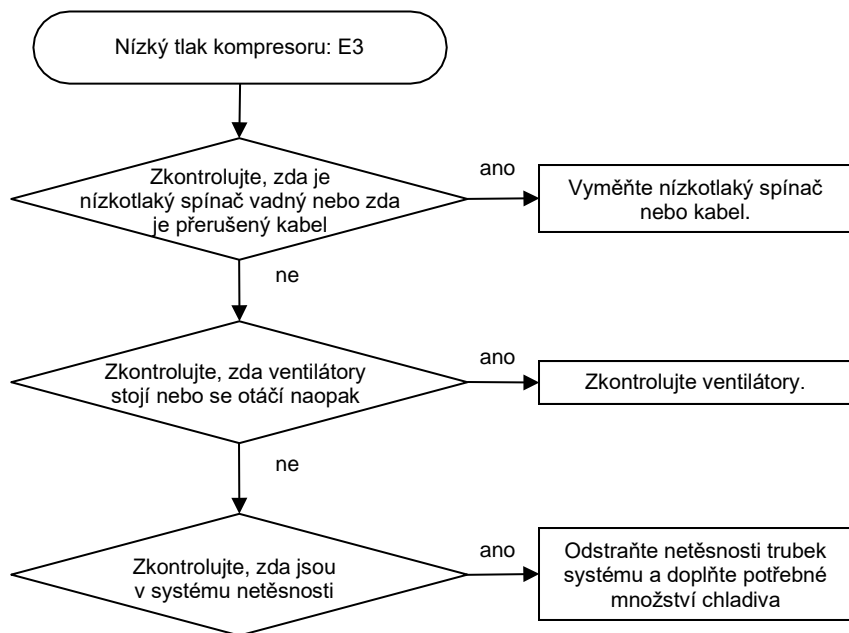 Nízký tlak kompresoru: E3
Zkontrolujte, zda je
nízkotlaký spínač vadný nebo zda
je přerušený kabel
ano
Vyměňte nízkotlaký spínač
nebo kabel.
ne
Zkontrolujte, zda ventilátory
stojí nebo se otáčí naopak
ano
Zkontrolujte ventilátory.
ne
Zkontrolujte, zda jsou
v systému netěsnosti
ano
Odstraňte netěsnosti trubek
systému a doplňte potřebné
množství chladiva